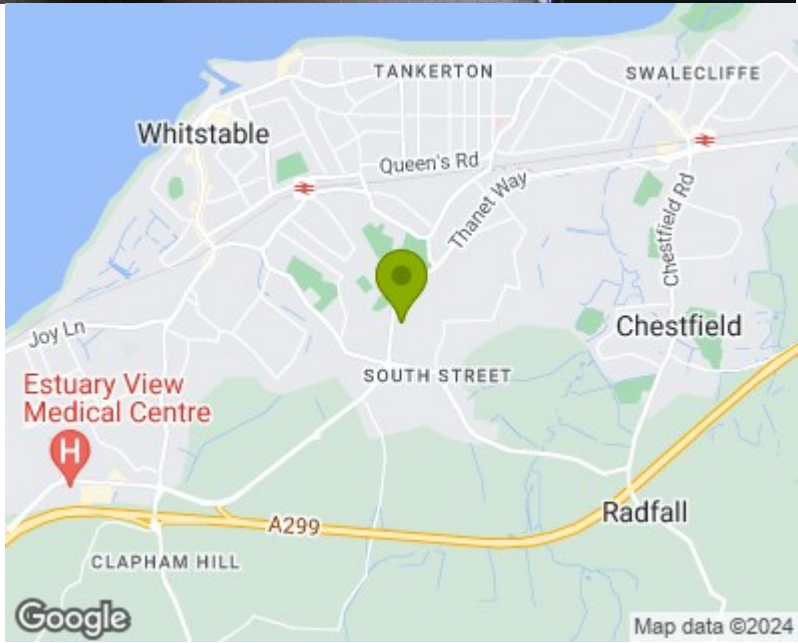 TANKERTON
SWALECLIFFE
Whitstable
Queen's Rd
Thanet Way
Chestfield Rd
Joy Ln
Chestfield
SOUTH STREET
Estuary View
Medical Centre
H
Radfall
A299
CLAPHAM HILL
Google
Map data ©2024